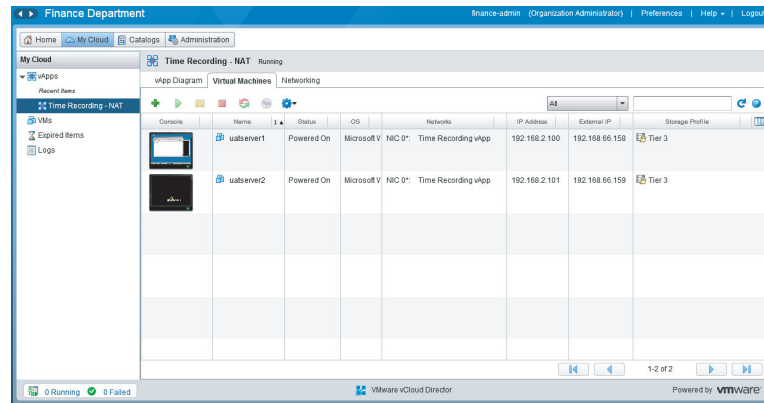 Finance Department
finance-admin (Organization Administrator) | Preferences | Help | Logout
Home My Cloud Catalogs Administration
My Cloud
vApps
Recent Items
Time Recording - NAT
VMs
Expired Items
Logs
Time Recording - NAT Running
vApp Diagram Virtual Machines Networking
All
Console Name 1 Status OS Networks IP Address External IP Storage Profile
uatserver1 Powered On Microsoft V NIC 0*: Time Recording vApp 192.168.2.100 192.168.66.158 Tier 3
uatserver2 Powered On Microsoft V NIC 0*: Time Recording vApp 192.168.2.101 192.168.66.159 Tier 3
1-2 of 2
0 Running 0 Failed
VMware vCloud Director
Powered by vmware